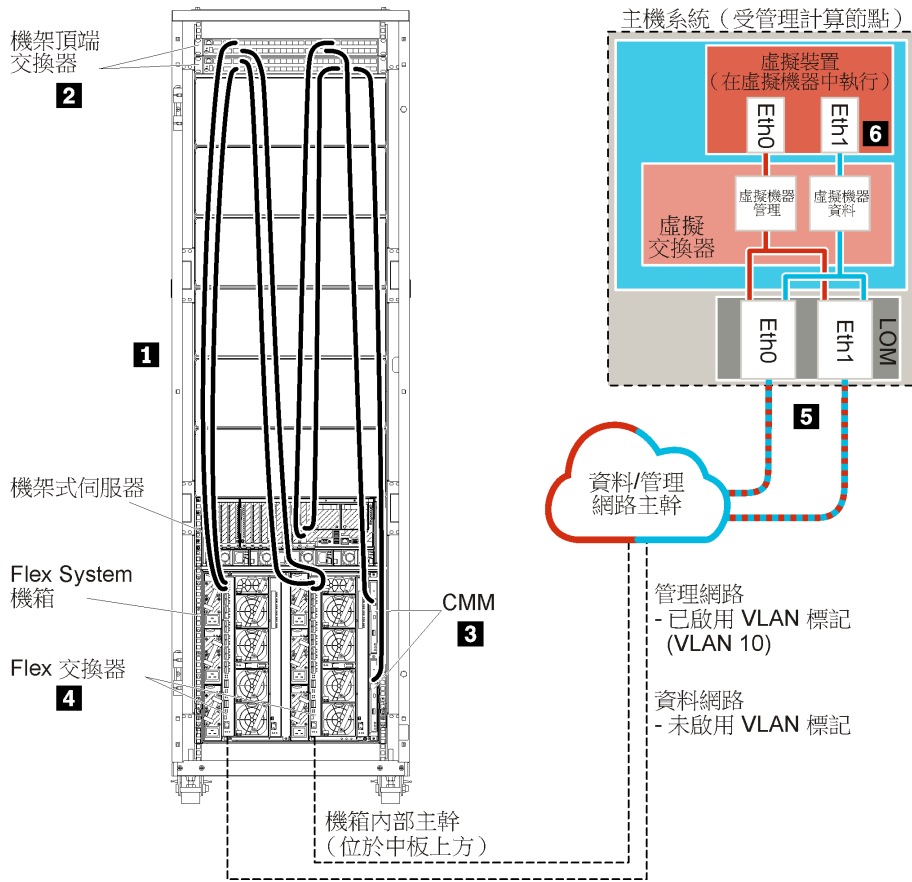 機架頂端
交換器
2
1
機架式伺服器
Flex System
機箱
Flex 交換器
4
CMM
3
機箱內部主幹
（位於中板上方）
主機系統（受管理計算節點）
虛擬裝置
（在虛擬機器中執行）
Eth0
Eth1
6
虛擬機器
管理
虛擬機器
資料
虛擬
交換器
Eth0
Eth1
LOM
5
資料/管理
網路主幹
管理網路
- 已啟用 VLAN 標記
(VLAN 10)
資料網路
- 未啟用 VLAN 標記